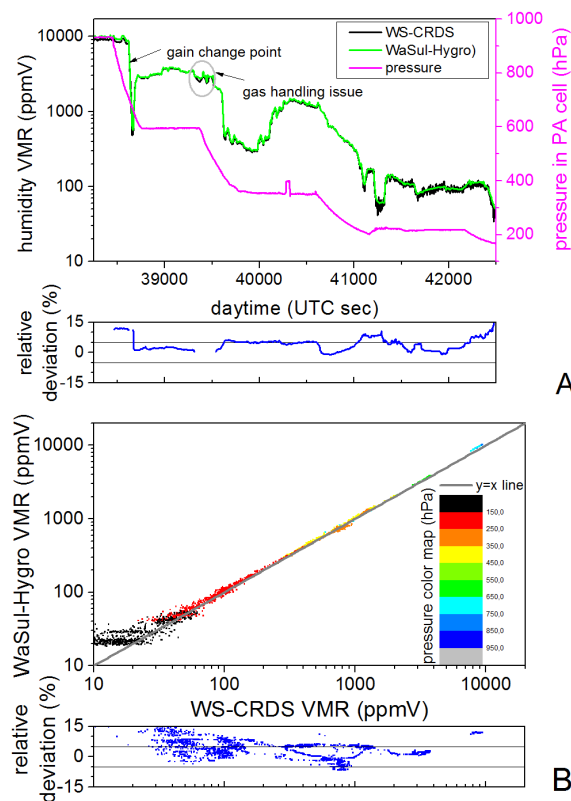 WS-CRDS
WaSul-Hygro)
pressure
gain change point
gas handling issue
humidity VMR (ppmv)
10000
1000
100
10
pressure in PA cell (hPa)
1000
800
600
400
200
39000 40000 41000 42000
daytime (UTC sec)
relative
deviation (%)
15
0
-15
A
WaSul-Hygro VMR (ppmV)
10000
1000
100
10
y=x line
pressure color map (hPa)
150,0
250,0
350,0
450,0
550,0
650,0
750,0
850,0
950,0
10 100 1000 10000
WS-CRDS VMR (ppmV)
relative
deviation (%)
15
0
-15
B